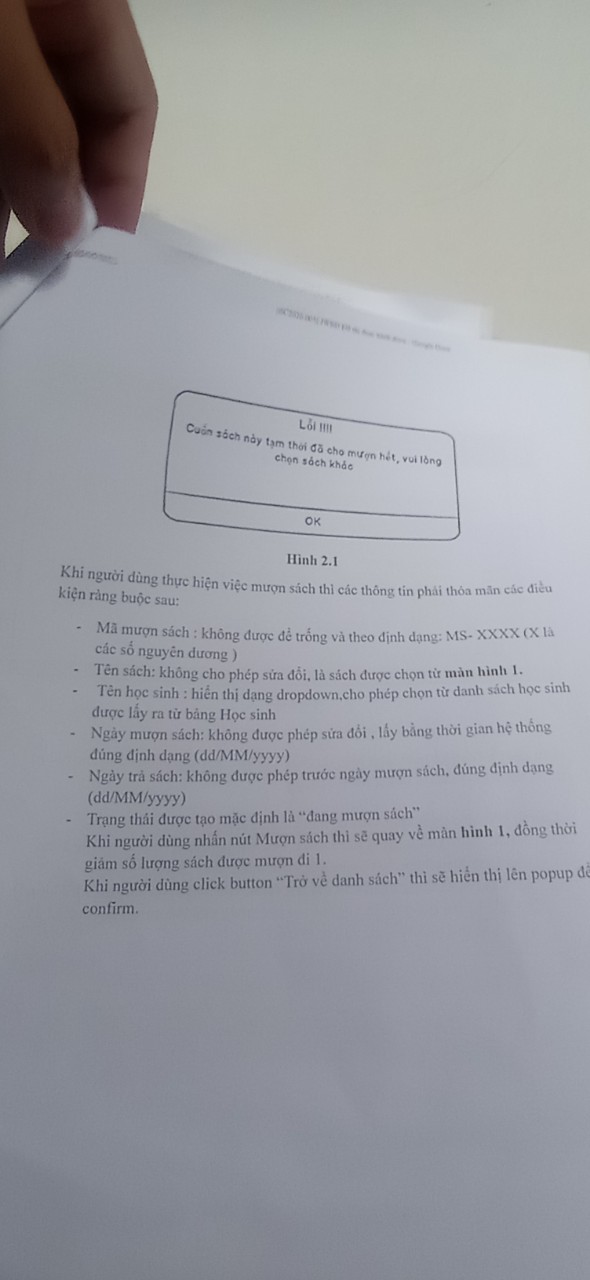 Lỗi !!!!
Cuốn sách này tạm thời đã cho mượn hết, vui lòng
chọn sách khác
OK
Hình 2.1
Khi người dùng thực hiện việc mượn sách thì các thông tin phải thỏa mãn các điều
kiện ràng buộc sau:
- Mã mượn sách : không được để trống và theo định dạng: MS- XXXX (X là
các số nguyên dương )
- Tên sách: không cho phép sửa đổi, là sách được chọn từ màn hình 1.
- Tên học sinh : hiển thị dạng dropdown,cho phép chọn từ danh sách học sinh
được lấy ra từ bảng Học sinh
- Ngày mượn sách: không được phép sửa đổi , lấy bằng thời gian hệ thống
đúng định dạng (dd/MM/yyyy)
- Ngày trả sách: không được phép trước ngày mượn sách, đúng định dạng
(dd/MM/yyyy)
- Trạng thái được tạo mặc định là “đang mượn sách”
Khi người dùng nhấn nút Mượn sách thì sẽ quay về màn hình 1, đồng thời
giảm số lượng sách được mượn đi 1.
Khi người dùng click button “Trở về danh sách” thì sẽ hiển thị lên popup để
confirm.